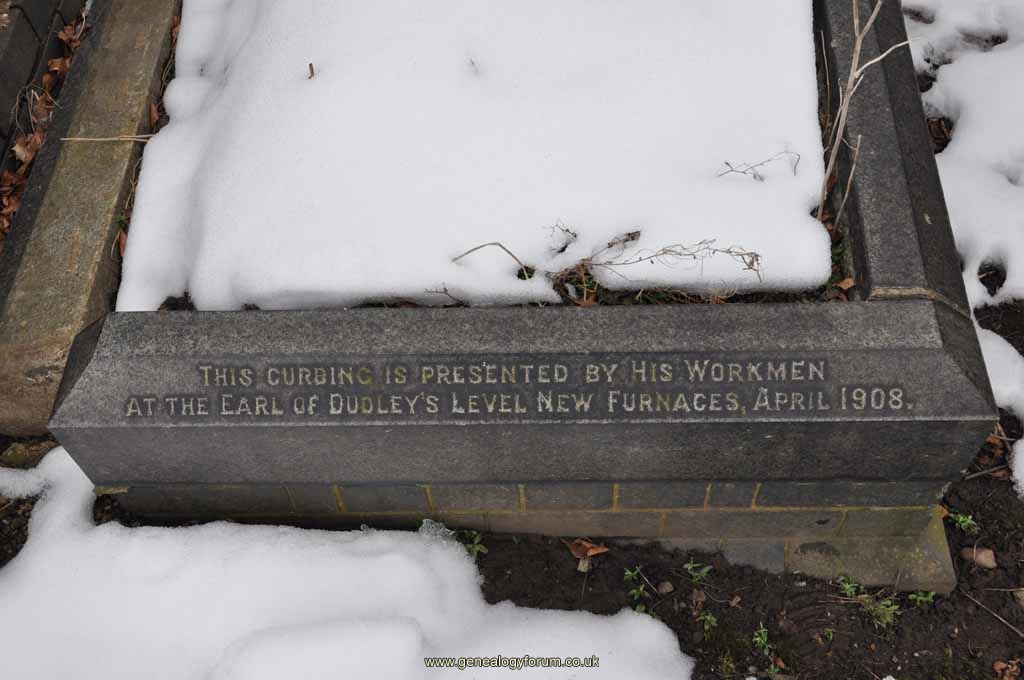 THIS CURBING IS PRESENTED BY HIS WORKMEN
AT THE EARL OF DUDLEY'S LEVEL NEW FURNACES, APRIL 1908.
www.genealogyforum.co.uk